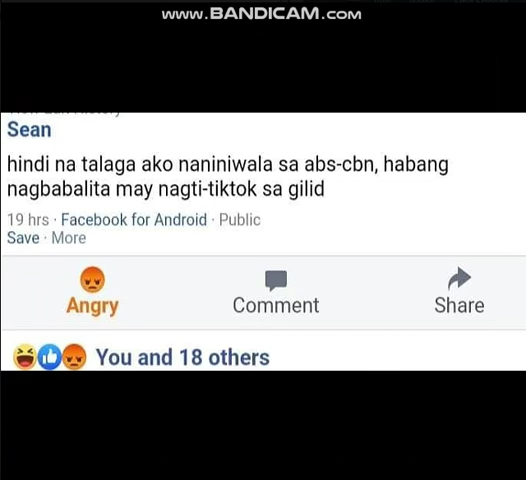 www.BANDICAM.com
Sean
hindi na talaga ako naniniwala sa abs-cbn, habang
nagbabalita may nagti-tiktok sa gilid
19 hrs · Facebook for Android · Public
Save · More
Angry
Comment
Share
You and 18 others